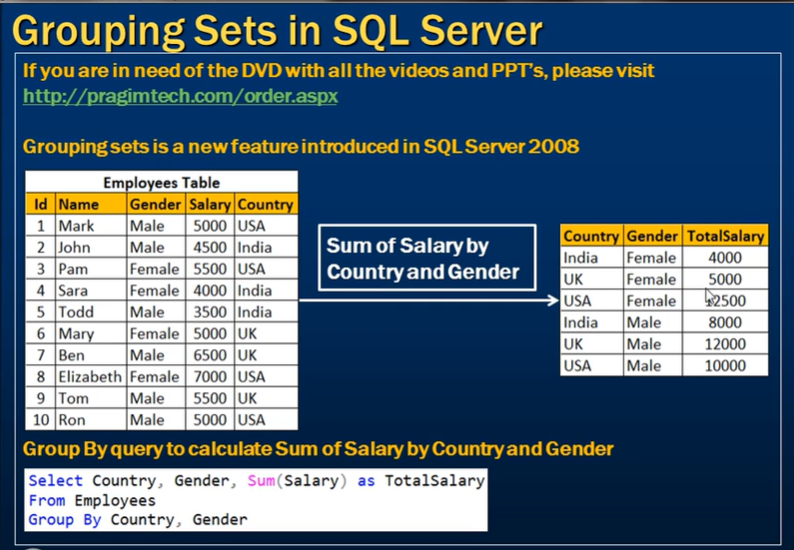 Grouping Sets in SQL Server
If you are in need of the DVD with all the videos and PPT's, please visit
http://pragimtech.com/order.aspx
Grouping sets is a new feature introduced in SQL Server 2008
Employees Table
Id Name Gender Salary Country
1 Mark Male 5000 USA
2 John Male 4500 India
3 Pam Female 5500 USA
4 Sara Female 4000 India
5 Todd Male 3500 India
6 Mary Female 5000 UK
7 Ben Male 6500 UK
8 Elizabeth Female 7000 USA
9 Tom Male 5500 UK
10 Ron Male 5000 USA
Sum of Salary by
Country and Gender
Country Gender TotalSalary
India Female 4000
UK Female 5000
USA Female 12500
India Male 8000
UK Male 12000
USA Male 10000
Group By query to calculate Sum of Salary by Country and Gender
Select Country, Gender, Sum(Salary) as TotalSalary
From Employees
Group By Country, Gender